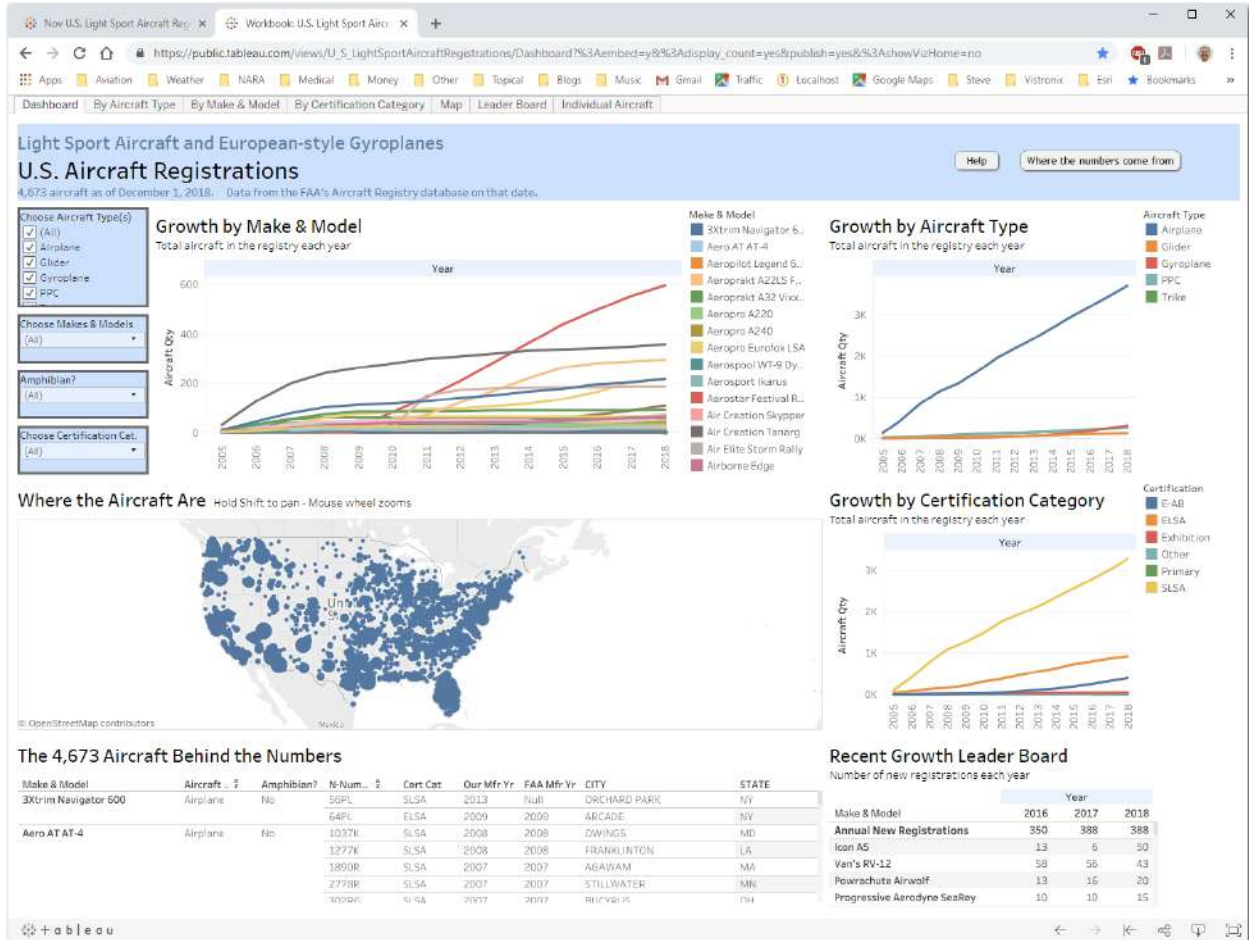 Nov U.S. Light Sport Aircraft Reg
Workbook: U.S. Light Sport Aircr
https://public.tableau.com/views/U_S_LightSportAircraftRegistrations/Dashboard?%3Aembed=y&%3Adisplay_count=yes&publish=yes&%3AshowVizHome=no
Apps Aviation Weather NARA Medical Money Other Topical Blogs Music Gmail Traffic Localhost Google Maps Steve Vistronix Esri Bookmarks
Dashboard By Aircraft Type By Make & Model By Certification Category Map Leader Board Individual Aircraft
Light Sport Aircraft and European-style Gyroplanes
U.S. Aircraft Registrations
4,673 aircraft as of December 1, 2018. Data from the FAA's Aircraft Registry database on that date.
Help
Where the numbers come from
Choose Aircraft Type(s)
(All)
Airplane
Glider
Gyroplane
PPC
Choose Makes & Models
(All)
Amphibian?
(All)
Choose Certification Cat.
(All)
Growth by Make & Model
Total aircraft in the registry each year
Year
600
400
200
0
Aircraft Qty
2005 2006 2007 2008 2009 2010 2011 2012 2013 2014 2015 2016 2017 2018
Make & Model
3Xtrim Navigator 6..
Aero AT AT-4
Aeropilot Legend 6..
Aeroprakt A22LS F..
Aeroprakt A32 Vixx..
Aeropro A220
Aeropro A240
Aeropro Eurofox LSA
Aerospool WT-9 Dy..
Aerosport Ikarus
Aerostar Festival R..
Air Creation Skypper
Air Creation Tanarg
Air Elite Storm Rally
Airborne Edge
Growth by Aircraft Type
Total aircraft in the registry each year
Year
3K
2K
1K
0K
Aircraft Qty
2005 2006 2007 2008 2009 2010 2011 2012 2013 2014 2015 2016 2017 2018
Aircraft Type
Airplane
Glider
Gyroplane
PPC
Trike
Where the Aircraft Are Hold Shift to pan - Mouse wheel zooms
Mexico
© OpenStreetMap contributors
Growth by Certification Category
Total aircraft in the registry each year
Year
3K
2K
1K
0K
Aircraft Qty
2005 2006 2007 2008 2009 2010 2011 2012 2013 2014 2015 2016 2017 2018
Certification
E-AB
ELSA
Exhibition
Other
Primary
SLSA
The 4,673 Aircraft Behind the Numbers
Make & Model Aircraft .. Amphibian? N-Num.. Cert Cat Our Mfr Yr FAA Mfr Yr CITY STATE
3Xtrim Navigator 600 Airplane No 56PL SLSA 2013 Null ORCHARD PARK NY
64PL ELSA 2009 2009 ARCADE NY
Aero AT AT-4 Airplane No 1037K SLSA 2008 2008 OWINGS MD
1277K SLSA 2008 2008 FRANKLINTON LA
1890R SLSA 2007 2007 AGAWAM MA
2778R SLSA 2007 2007 STILLWATER MN
302RG SLSA 2007 2007 BUCYRUS OH
Recent Growth Leader Board
Number of new registrations each year
Year
Make & Model 2016 2017 2018
Annual New Registrations 350 388 388
Icon A5 13 6 50
Van's RV-12 58 56 43
Powrachute Airwolf 13 16 20
Progressive Aerodyne SeaRey 10 10 15
+ableau